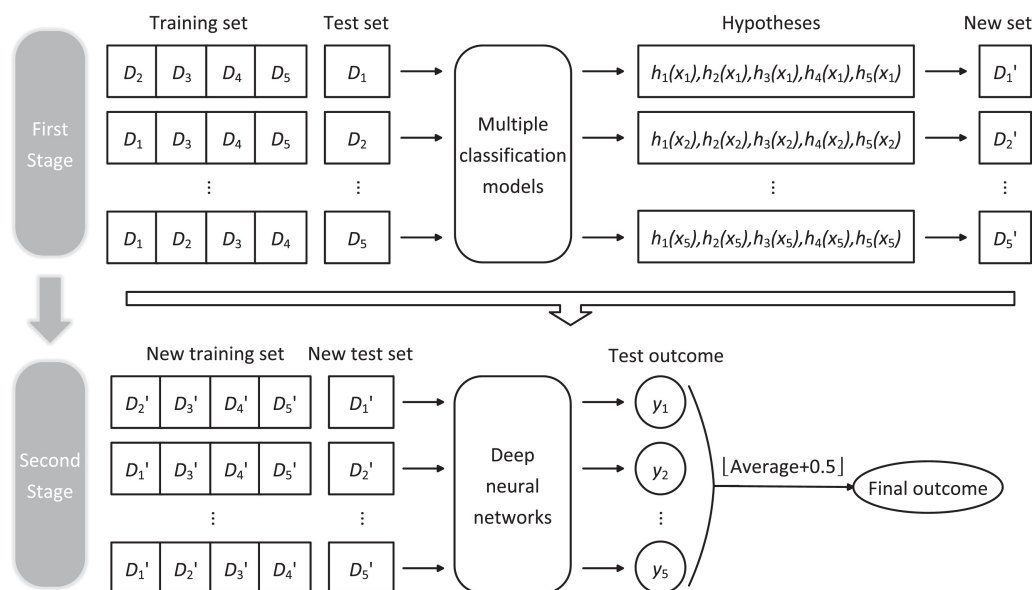 Training set Test set Hypotheses New set
First
Stage
D₂ D₃ D₄ D₅ D₁ h₁(x₁),h₂(x₁),h₃(x₁),h₄(x₁),h₅(x₁) D₁'
D₁ D₃ D₄ D₅ D₂ h₁(x₂),h₂(x₂),h₃(x₂),h₄(x₂),h₅(x₂) D₂'
⋮ ⋮ ⋮ ⋮
D₁ D₂ D₃ D₄ D₅ h₁(x₅),h₂(x₅),h₃(x₅),h₄(x₅),h₅(x₅) D₅'
Multiple
classification
models
New training set New test set Test outcome
Second
Stage
D₂' D₃' D₄' D₅' D₁' y₁
D₁' D₃' D₄' D₅' D₂' y₂
⋮ ⋮ ⋮
D₁' D₂' D₃' D₄' D₅' y₅
Deep
neural
networks
⌊Average+0.5⌋
Final outcome